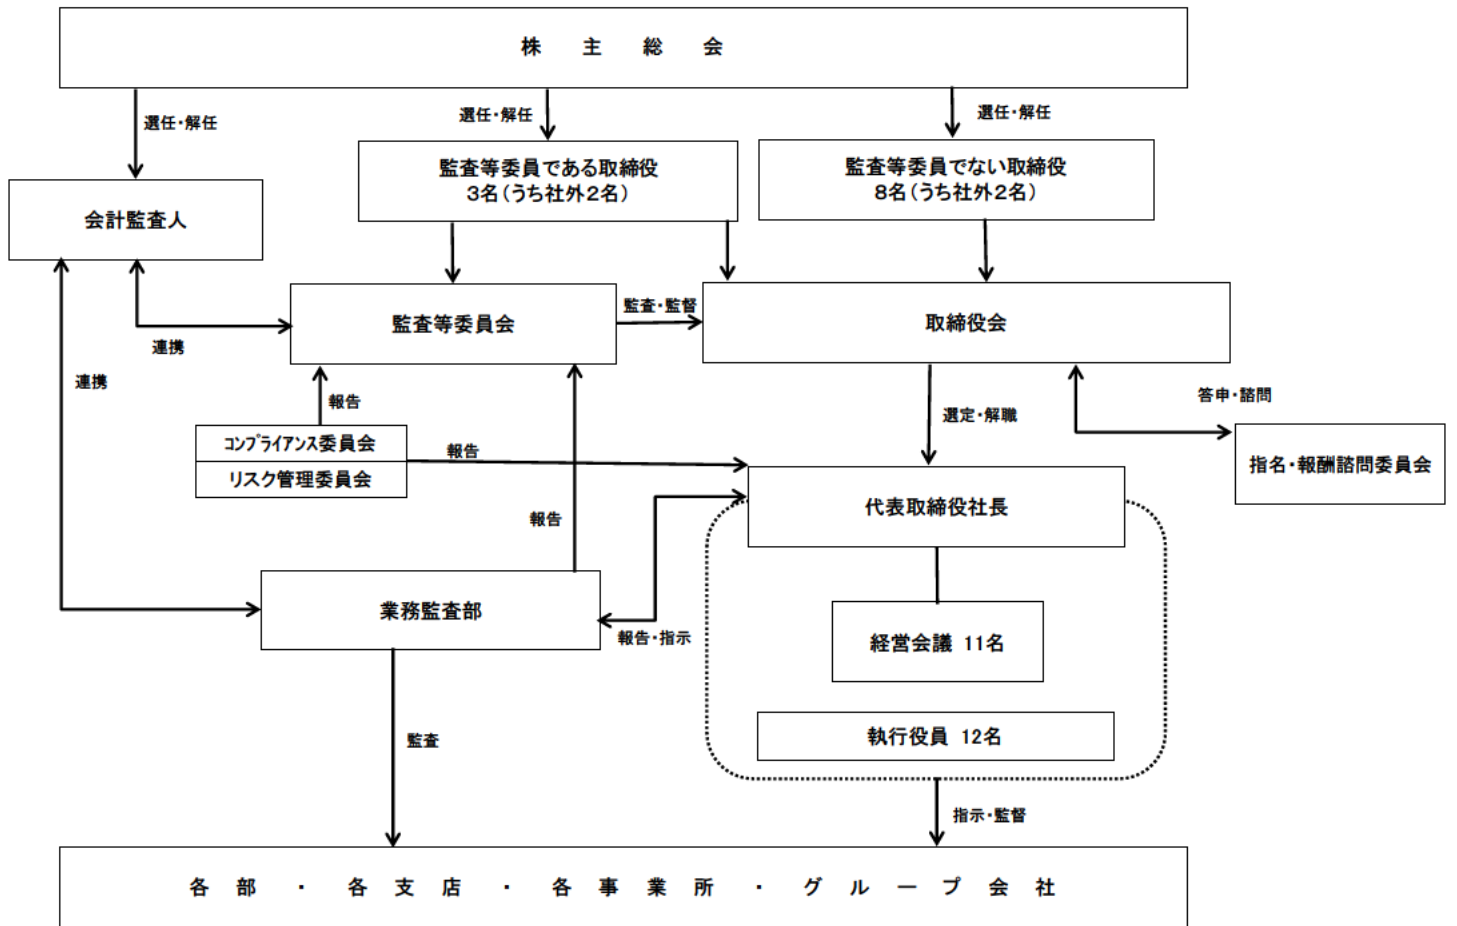 株主総会
選任・解任
選任・解任
選任・解任
監査等委員である取締役
3名(うち社外2名)
監査等委員でない取締役
8名(うち社外2名)
会計監査人
監査等委員会
監査・監督
取締役会
連携
連携
報告
選定・解職
答申・諮問
コンプライアンス委員会
リスク管理委員会
報告
指名・報酬諮問委員会
代表取締役社長
報告
業務監査部
報告・指示
経営会議 11名
執行役員 12名
監査
指示・監督
各部・各支店・各事業所・グループ会社